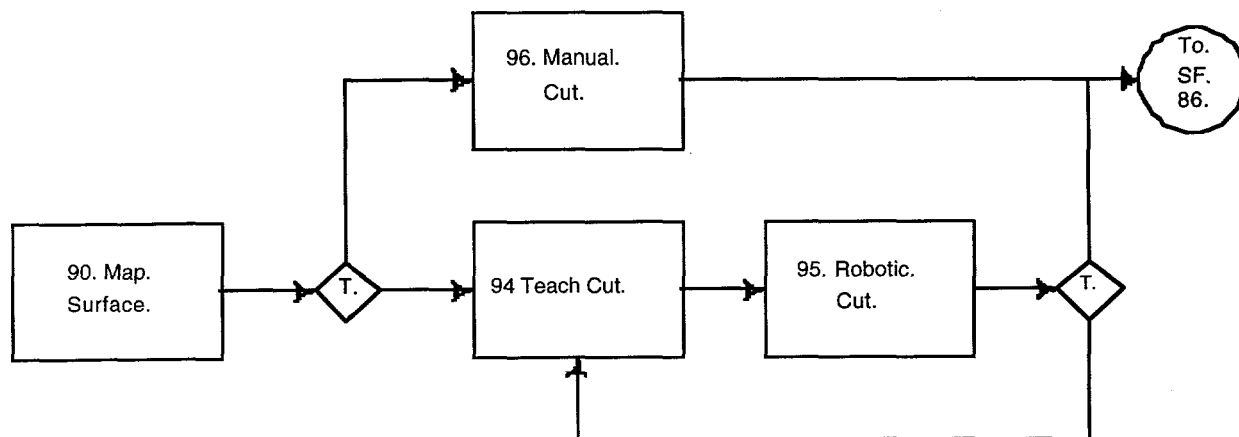 96. Manual.
Cut.
To.
SF.
86.
90. Map.
Surface.
T.
94 Teach Cut.
95. Robotic.
Cut.
T.